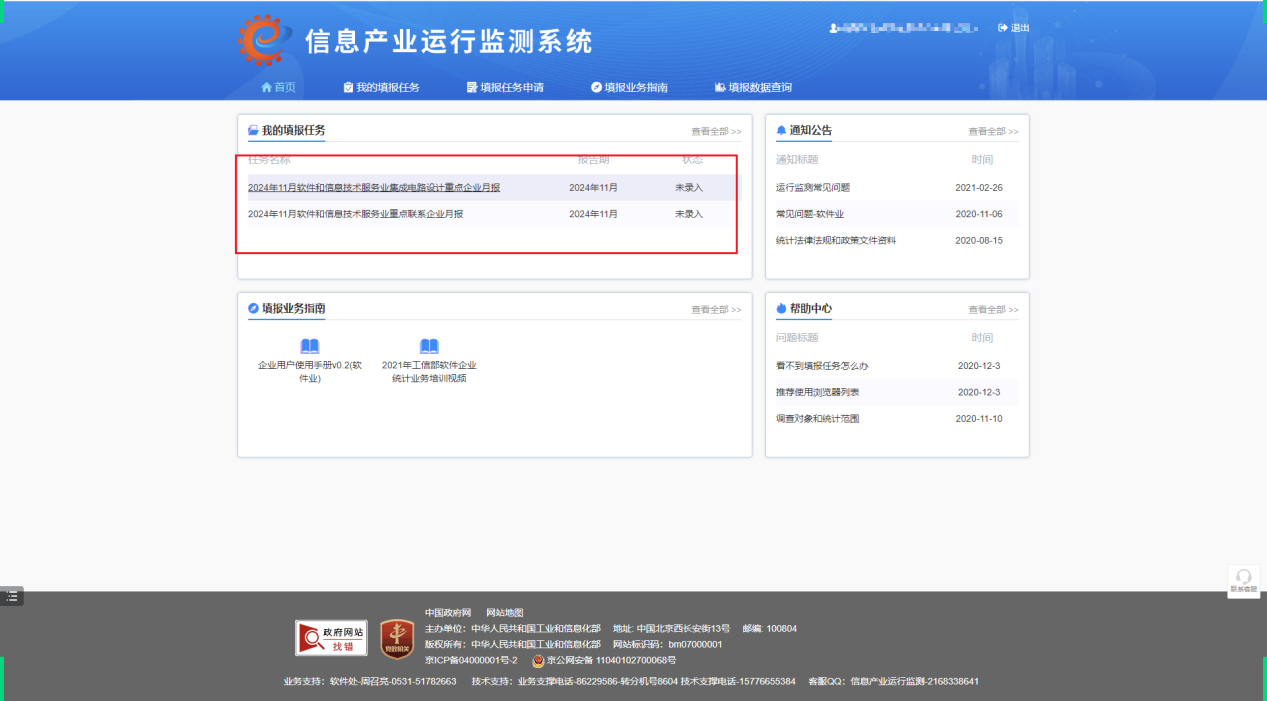 信息产业运行监测系统
退出
首页 我的填报任务 填报任务申请 填报业务指南 填报数据查询
我的填报任务 查看全部 >>
任务名称 报告期 状态
2024年11月软件和信息技术服务业集成电路设计重点企业月报 2024年11月 未录入
2024年11月软件和信息技术服务业重点联系企业月报 2024年11月 未录入
通知公告 查看全部 >>
通知标题 时间
运行监测常见问题 2021-02-26
常见问题-软件业 2020-11-06
统计法律法规和政策文件资料 2020-08-15
填报业务指南 查看全部 >>
企业用户使用手册v0.2(软
件业)
2021年工信部软件企业
统计业务培训视频
帮助中心 查看全部 >>
问题标题 时间
看不到填报任务怎么办 2020-12-3
推荐使用浏览器列表 2020-12-3
调查对象和统计范围 2020-11-10
联系客服
政府网站
找错
党政机关
中国政府网 网站地图
主办单位：中华人民共和国工业和信息化部 地址: 中国北京西长安街13号 邮编: 100804
版权所有：中华人民共和国工业和信息化部 网站标识码：bm07000001
京ICP备04000001号-2 京公网安备 11040102700068号
业务支持：软件处-周召亮-0531-51782663 技术支持：业务支撑电话-86229586-转分机号8604 技术支撑电话-15776655384 客服QQ：信息产业运行监测-2168338641